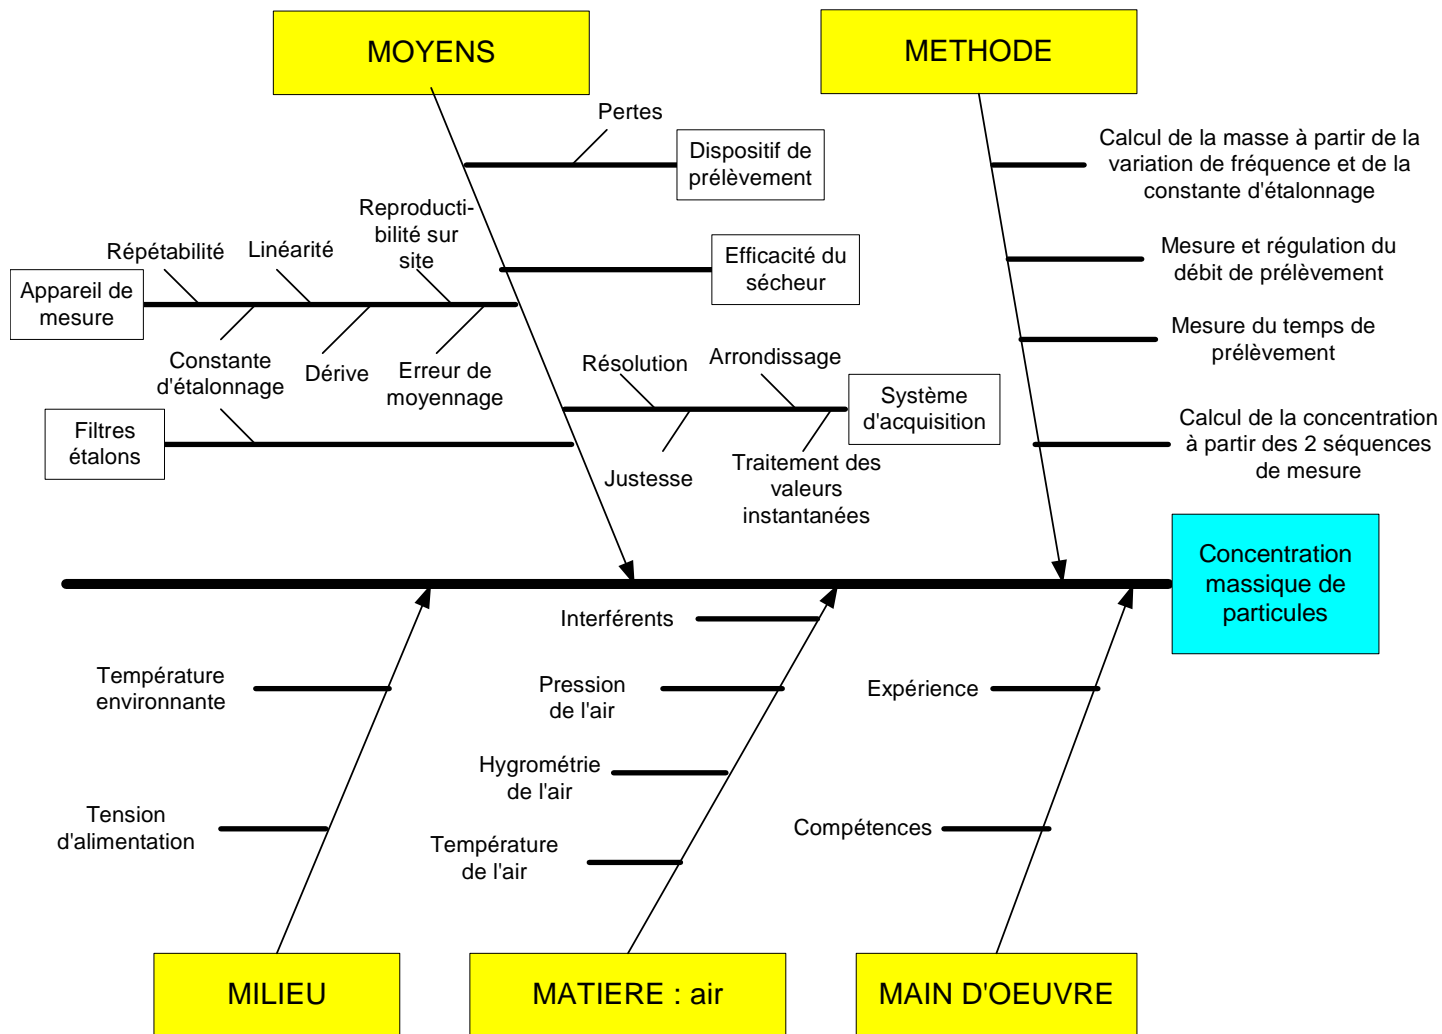 MOYENS
METHODE
Pertes
Dispositif de
prélèvement
Calcul de la masse à partir de la
variation de fréquence et de la
constante d'étalonnage
Reproducti-
bilité sur
site
Répétabilité
Linéarité
Efficacité du
sécheur
Mesure et régulation du
débit de prélèvement
Appareil de
mesure
Constante
d'étalonnage
Dérive
Erreur de
moyennage
Résolution
Arrondissage
Mesure du temps de
prélèvement
Système
d'acquisition
Filtres
étalons
Justesse
Traitement des
valeurs
instantanées
Calcul de la concentration
à partir des 2 séquences
de mesure
Concentration
massique de
particules
Interférents
Température
environnante
Pression
de l'air
Expérience
Hygrométrie
de l'air
Tension
d'alimentation
Température
de l'air
Compétences
MILIEU
MATIERE : air
MAIN D'OEUVRE